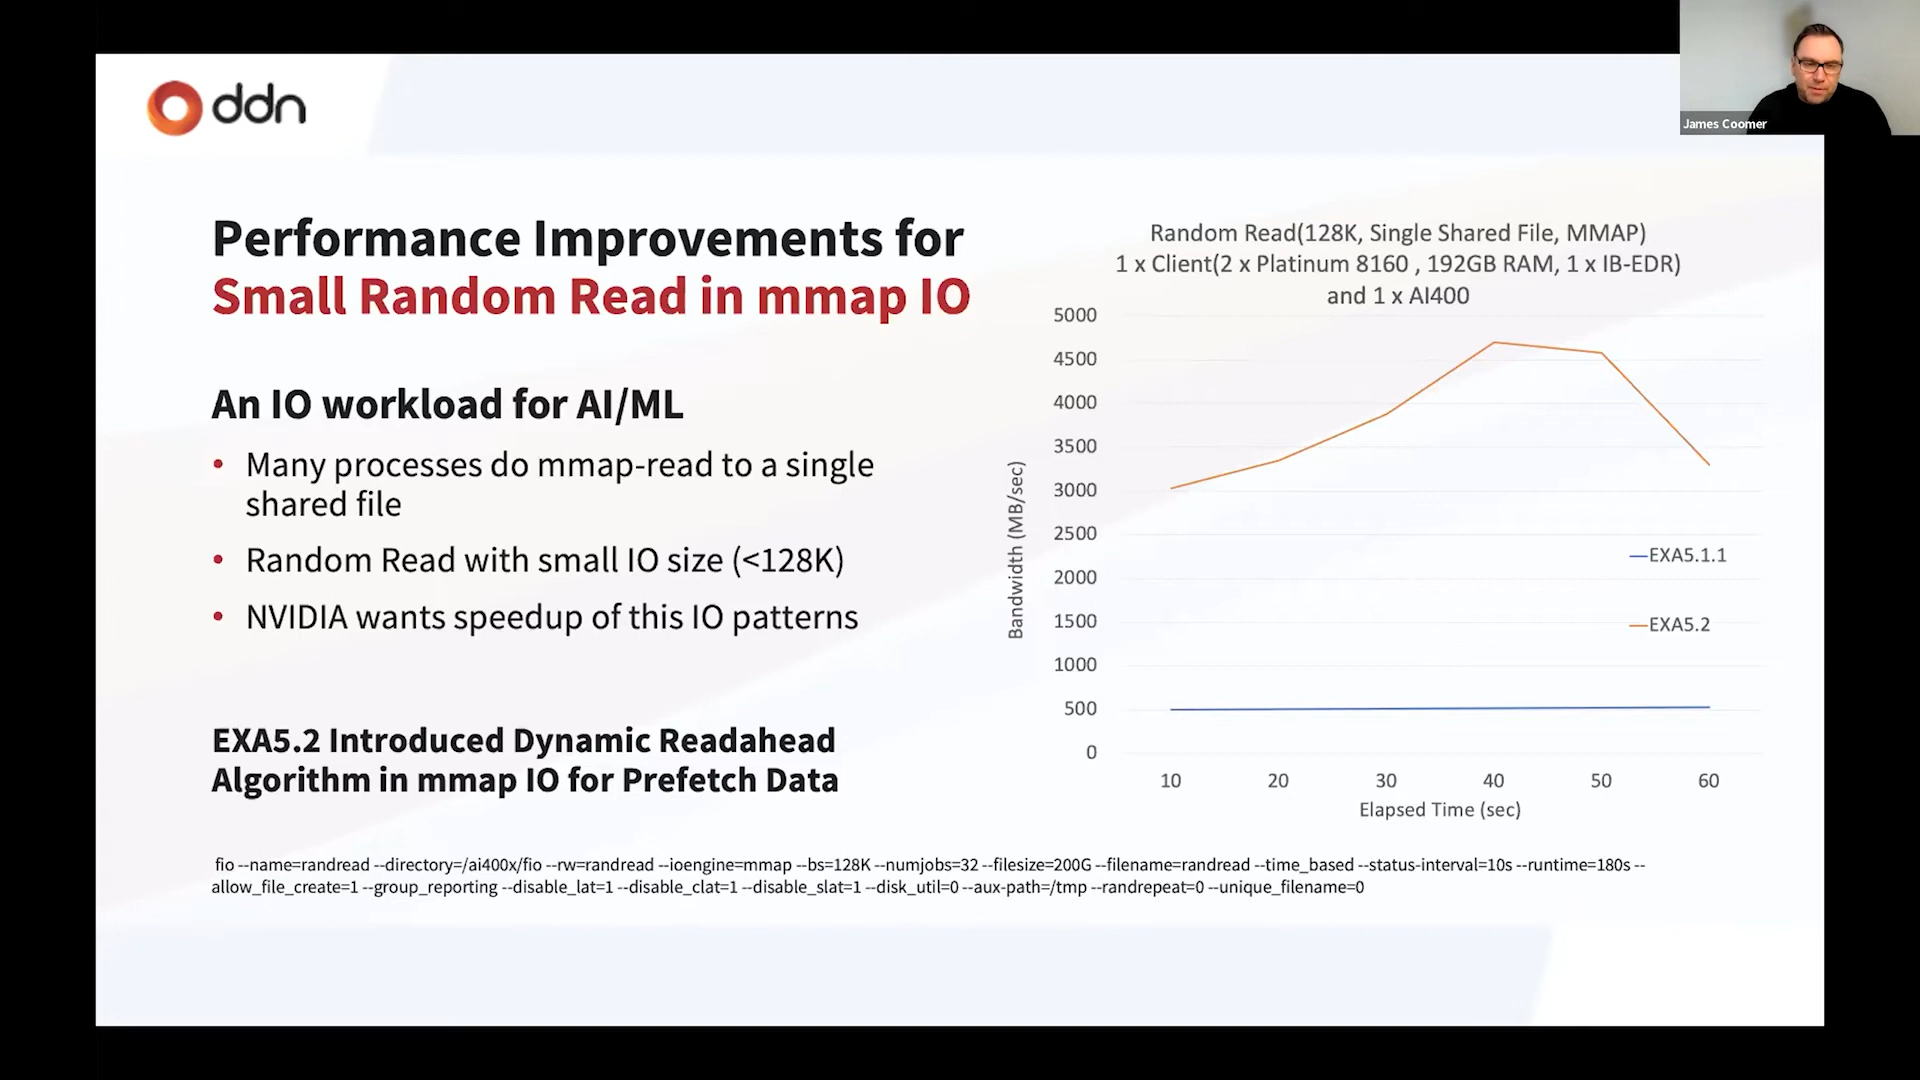 ddn
James Coomer
Performance Improvements for
Small Random Read in mmap IO
An IO workload for AI/ML
• Many processes do mmap-read to a single
shared file
• Random Read with small IO size (<128K)
• NVIDIA wants speedup of this IO patterns
EXA5.2 Introduced Dynamic Readahead
Algorithm in mmap IO for Prefetch Data
Random Read(128K, Single Shared File, MMAP)
1 x Client(2 x Platinum 8160 , 192GB RAM, 1 x IB-EDR)
and 1 x AI400
Bandwidth (MB/sec)
5000
4500
4000
3500
3000
2500
2000
1500
1000
500
0
EXA5.1.1
EXA5.2
10 20 30 40 50 60
Elapsed Time (sec)
fio --name=randread --directory=/ai400x/fio --rw=randread --ioengine=mmap --bs=128K --numjobs=32 --filesize=200G --filename=randread --time_based --status-interval=10s --runtime=180s --
allow_file_create=1 --group_reporting --disable_lat=1 --disable_clat=1 --disable_slat=1 --disk_util=0 --aux-path=/tmp --randrepeat=0 --unique_filename=0